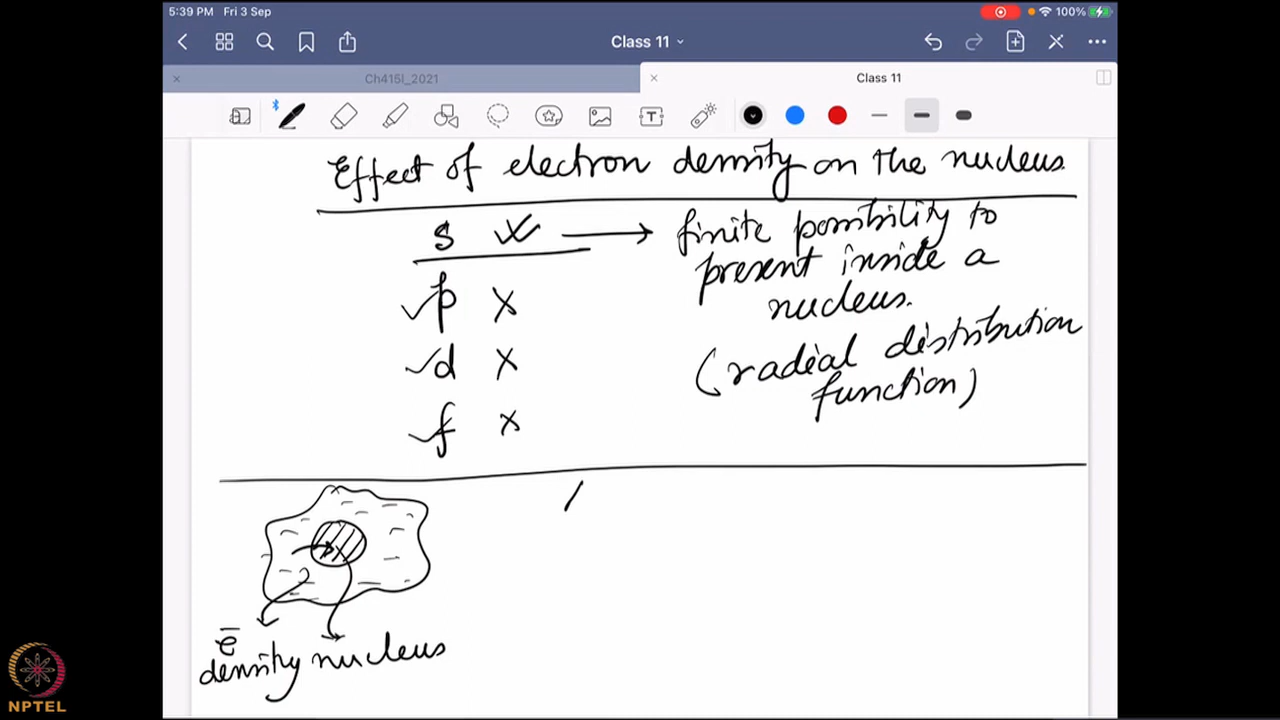 5:39 PM Fri 3 Sep
100%
Class 11
Ch415I_2021
Class 11
T
Effect of electron density on the nucleus.
s ✓ → finite possibility to
present inside a
nucleus.
✓ p X
(radial distribution
function)
✓ d X
✓ f X
ē
density nucleus
NPTEL